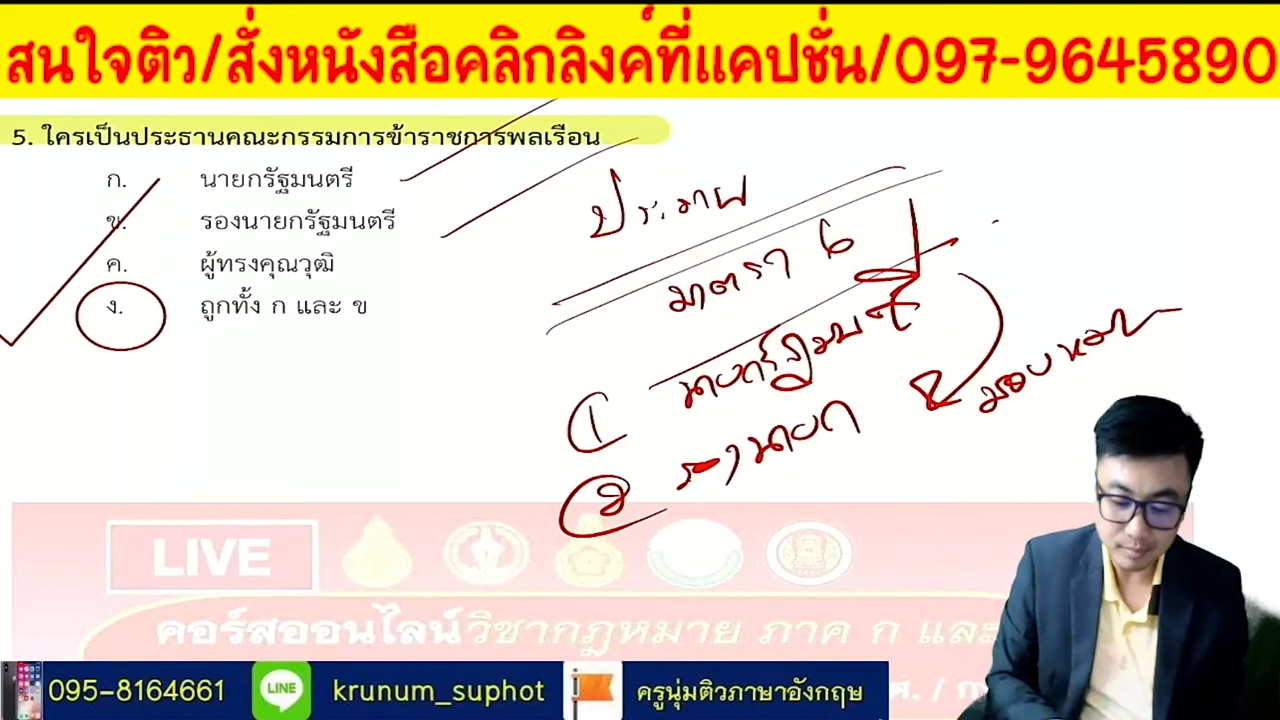 สนใจติว/สั่งหนังสือคลิกลิงค์ที่แคปชั่น/097-9645890
5. ใครเป็นประธานคณะกรรมการข้าราชการพลเรือน
ก. นายกรัฐมนตรี
ข. รองนายกรัฐมนตรี
ค. ผู้ทรงคุณวุฒิ
ง. ถูกทั้ง ก และ ข
ประธาน
มาตรา 6
1 นายกรัฐมนตรี
2 รองนายก มอบหมาย
LIVE
คอร์สออนไลน์วิชากฎหมาย ภาค ก และ
095-8164661 LINE krunum_suphot ครูนุ่มติวภาษาอังกฤษ ศ. / ก